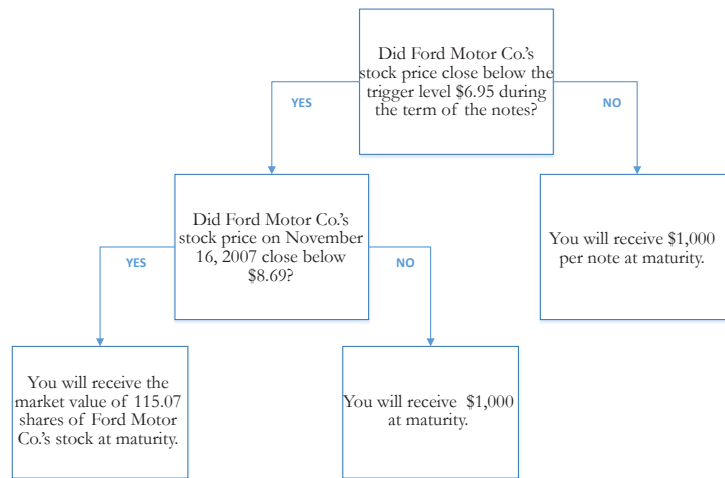 Did Ford Motor Co.'s
stock price close below the
trigger level $6.95 during
the term of the notes?
YES
NO
Did Ford Motor Co.'s
stock price on November
16, 2007 close below
$8.69?
You will receive $1,000
per note at maturity.
YES
NO
You will receive the
market value of 115.07
shares of Ford Motor
Co.'s stock at maturity.
You will receive $1,000
at maturity.